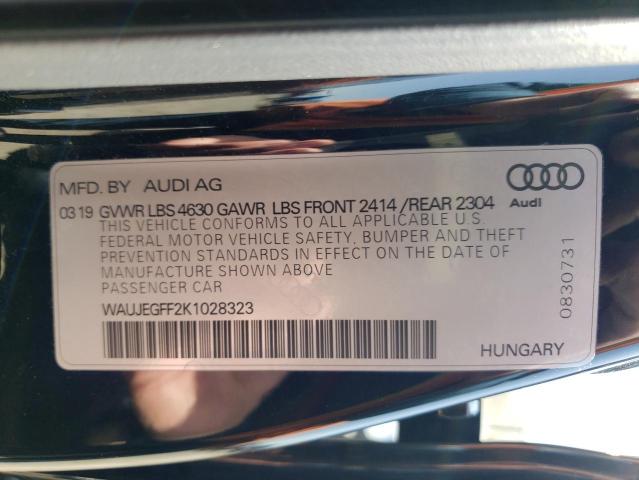 MFD. BY AUDI AG
Audi
03 19 GVWR LBS 4630 GAWR LBS FRONT 2414 /REAR 2304
THIS VEHICLE CONFORMS TO ALL APPLICABLE U.S.
FEDERAL MOTOR VEHICLE SAFETY, BUMPER AND THEFT
PREVENTION STANDARDS IN EFFECT ON THE DATE OF
MANUFACTURE SHOWN ABOVE
PASSENGER CAR
WAUJEGFF2K1028323
HUNGARY
0830731